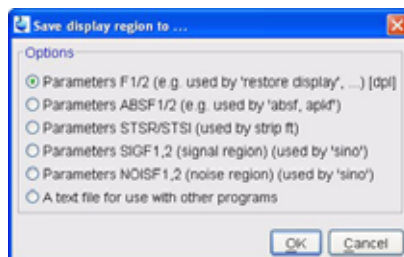 Save display region to ...
Options
Parameters F1/2 (e.g. used by 'restore display', ...) [dpl]
Parameters ABSF1/2 (e.g. used by 'absf, apkf')
Parameters STSR/STSI (used by strip ft)
Parameters SIGF1,2 (signal region) (used by 'sino')
Parameters NOISF1,2 (noise region) (used by 'sino')
A text file for use with other programs
OK
Cancel